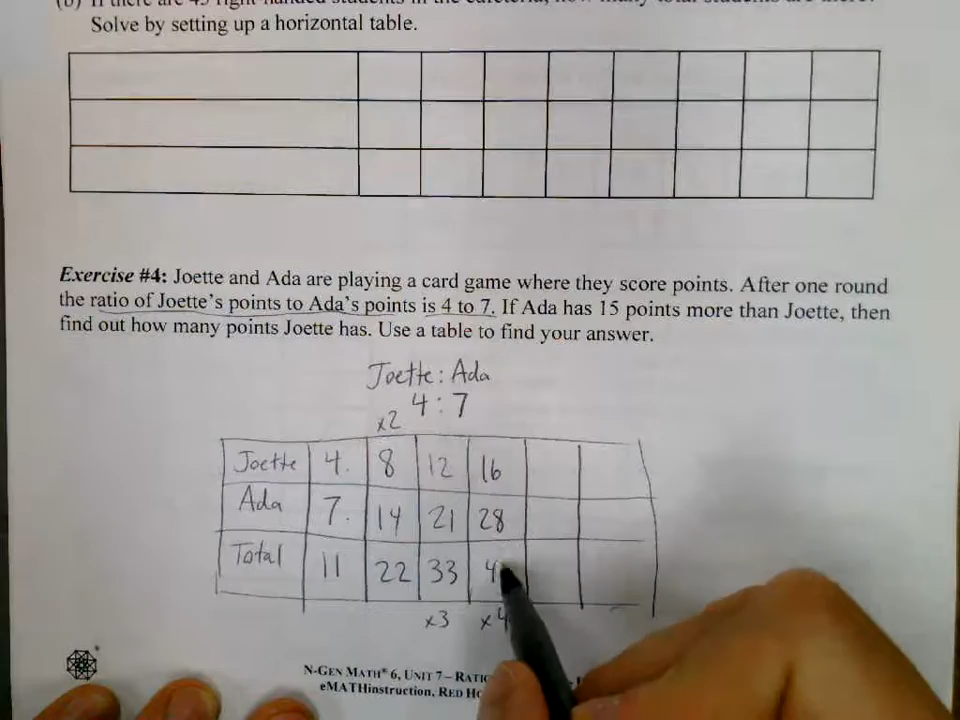 Solve by setting up a horizontal table.
Exercise #4: Joette and Ada are playing a card game where they score points. After one round
the ratio of Joette's points to Ada's points is 4 to 7. If Ada has 15 points more than Joette, then
find out how many points Joette has. Use a table to find your answer.
Joette: Ada
4:7
x2
Joette 4. 8 12 16
Ada 7. 14 21 28
Total 11 22 33 4
x3 x4
N-GEN MATH® 6, UNIT 7 – RATIO
eMATHinstruction, RED HO